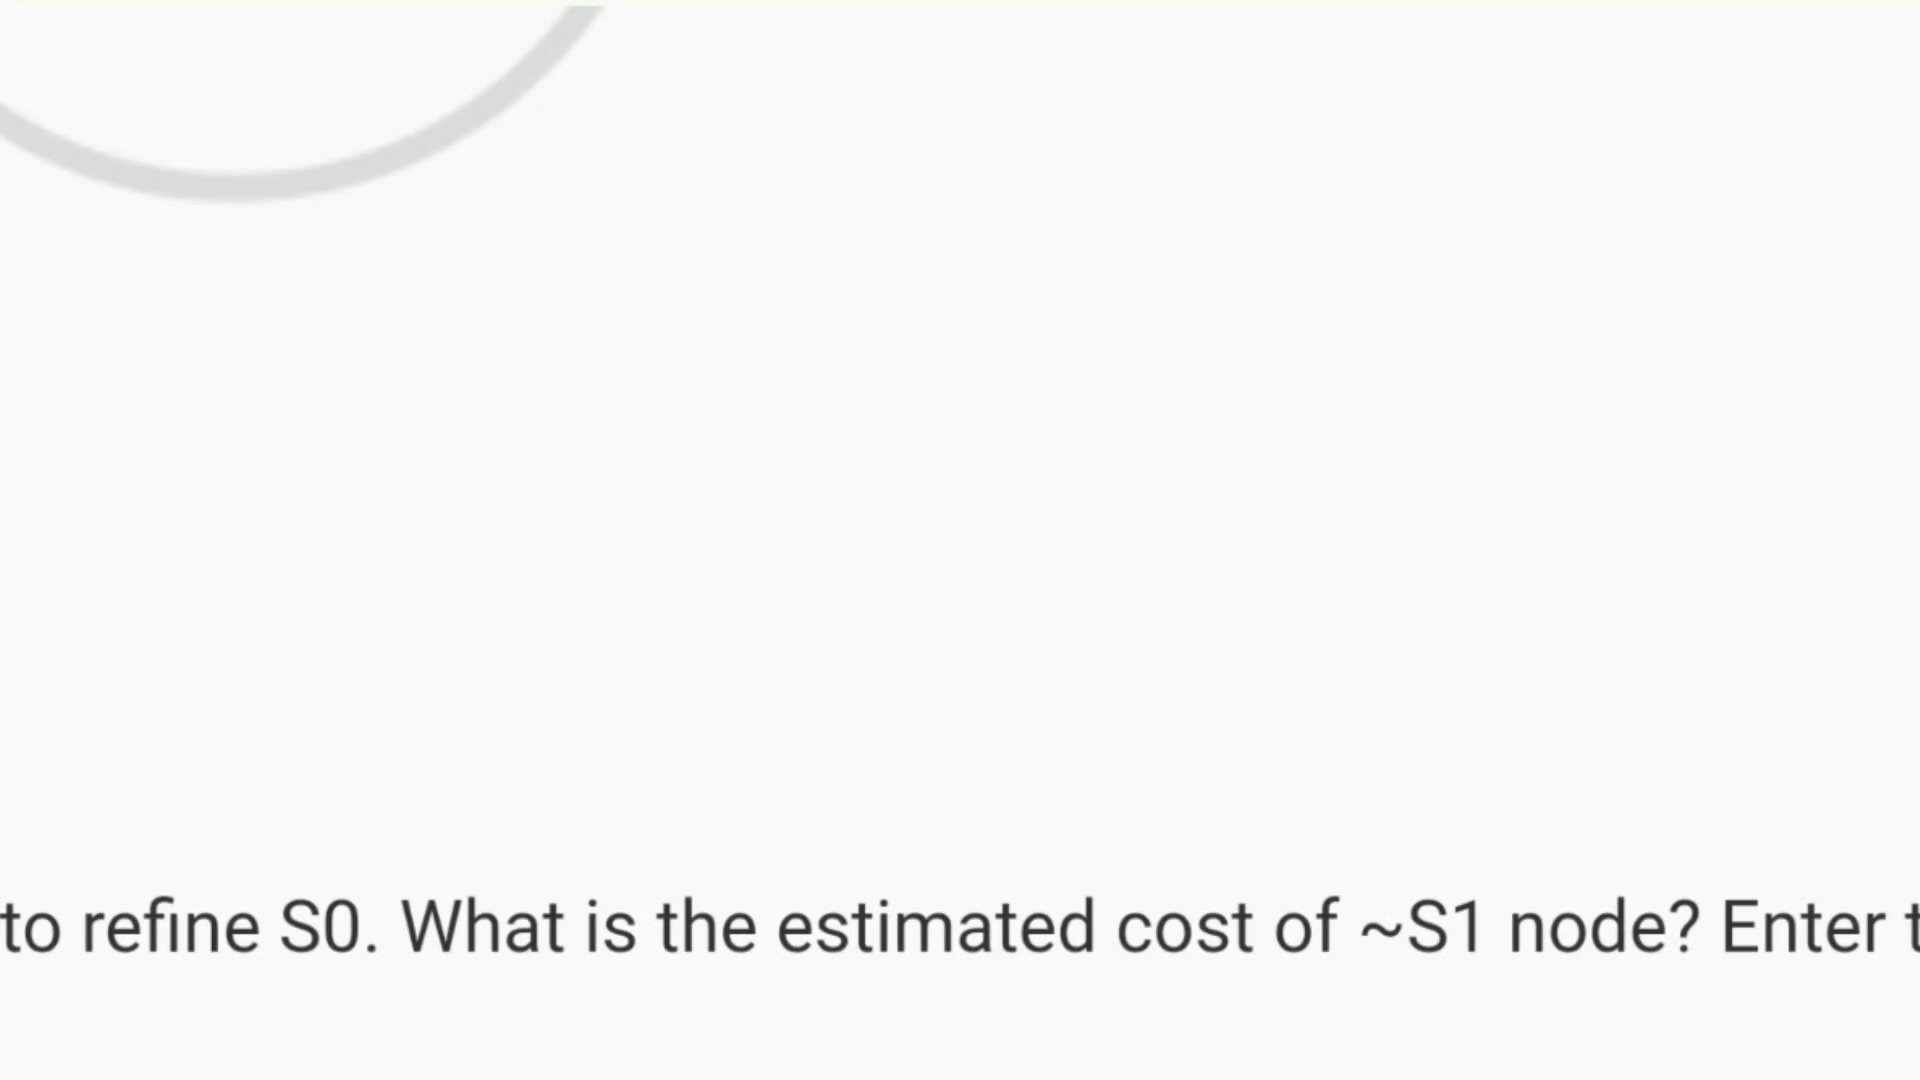 to refine S0. What is the estimated cost of ~S1 node? Enter t